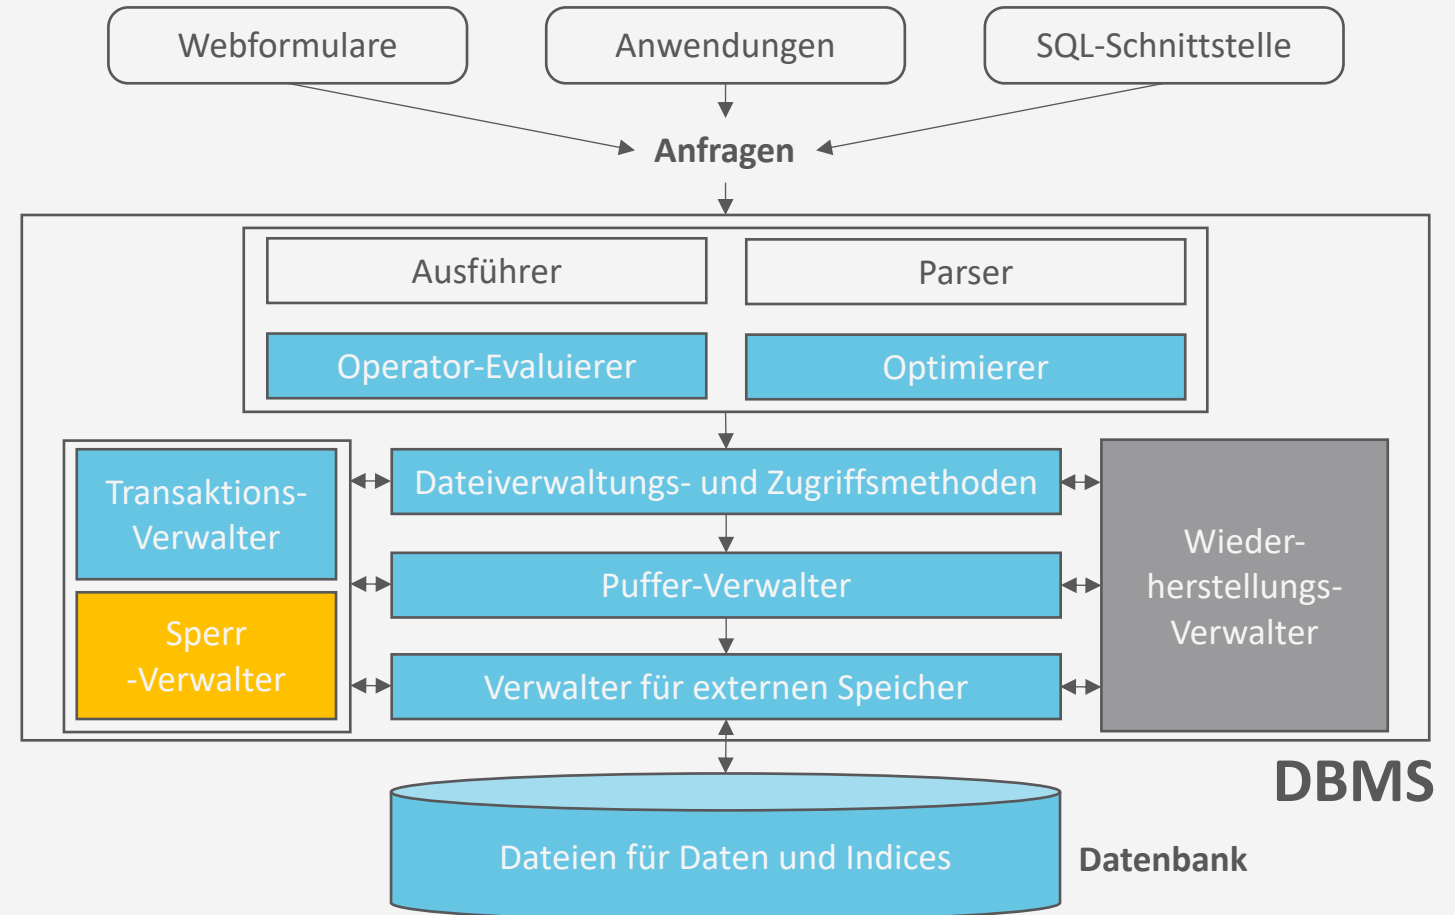 Webformulare
Anwendungen
SQL-Schnittstelle
Anfragen
Ausführer
Parser
Operator-Evaluierer
Optimierer
Transaktions-
Verwalter
Sperr
-Verwalter
Dateiverwaltungs- und Zugriffsmethoden
Puffer-Verwalter
Verwalter für externen Speicher
Wieder-
herstellungs-
Verwalter
DBMS
Dateien für Daten und Indices
Datenbank